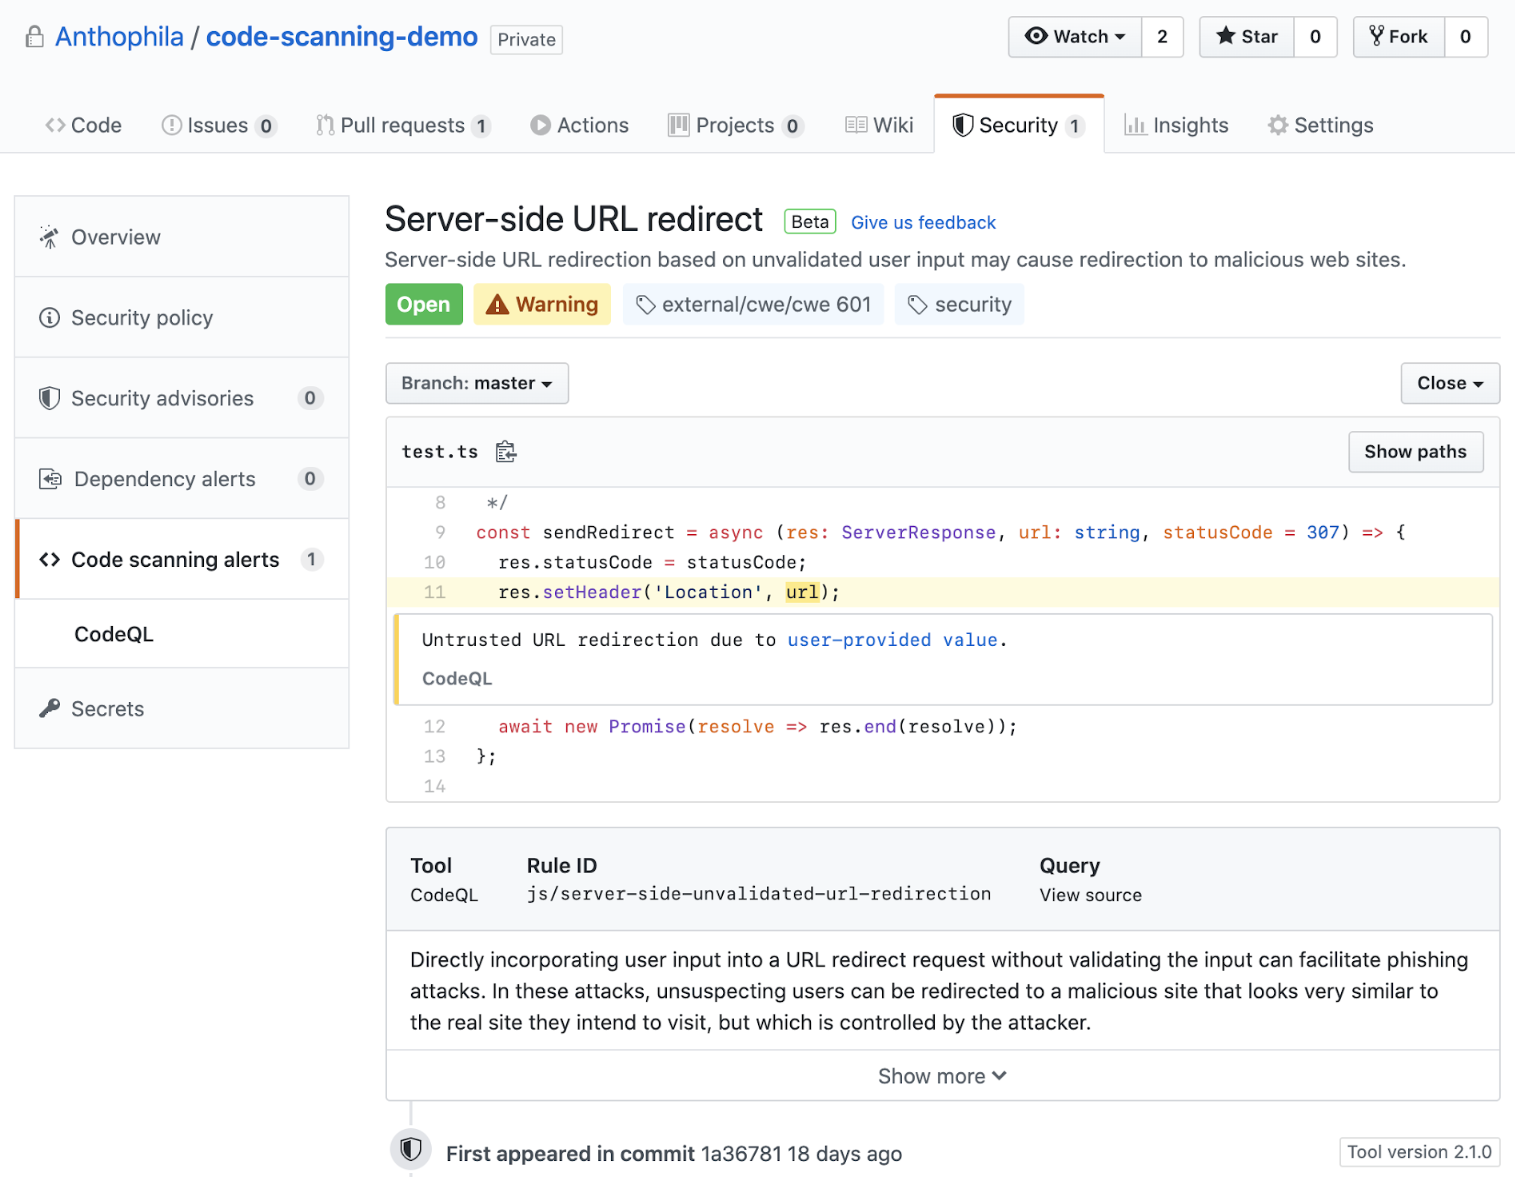 Anthophila / code-scanning-demo Private
Watch 2 Star 0 Fork 0
Code Issues 0 Pull requests 1 Actions Projects 0 Wiki Security 1 Insights Settings
Overview
Security policy
Security advisories 0
Dependency alerts 0
Code scanning alerts 1
CodeQL
Secrets
Server-side URL redirect Beta Give us feedback
Server-side URL redirection based on unvalidated user input may cause redirection to malicious web sites.
Open Warning external/cwe/cwe 601 security
Branch: master Close
test.ts Show paths
8 */
9 const sendRedirect = async (res: ServerResponse, url: string, statusCode = 307) => {
10 res.statusCode = statusCode;
11 res.setHeader('Location', url);
Untrusted URL redirection due to user-provided value.
CodeQL
12 await new Promise(resolve => res.end(resolve));
13 };
14
Tool Rule ID Query
CodeQL js/server-side-unvalidated-url-redirection View source
Directly incorporating user input into a URL redirect request without validating the input can facilitate phishing
attacks. In these attacks, unsuspecting users can be redirected to a malicious site that looks very similar to
the real site they intend to visit, but which is controlled by the attacker.
Show more
First appeared in commit 1a36781 18 days ago Tool version 2.1.0